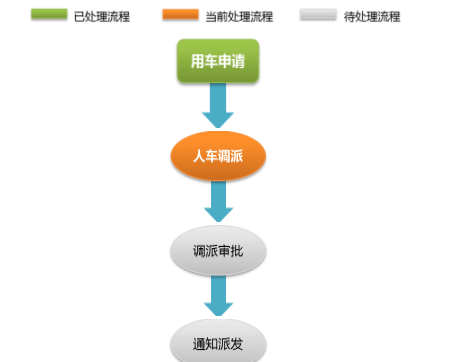 已处理流程 当前处理流程 待处理流程
用车申请
人车调派
调派审批
通知派发